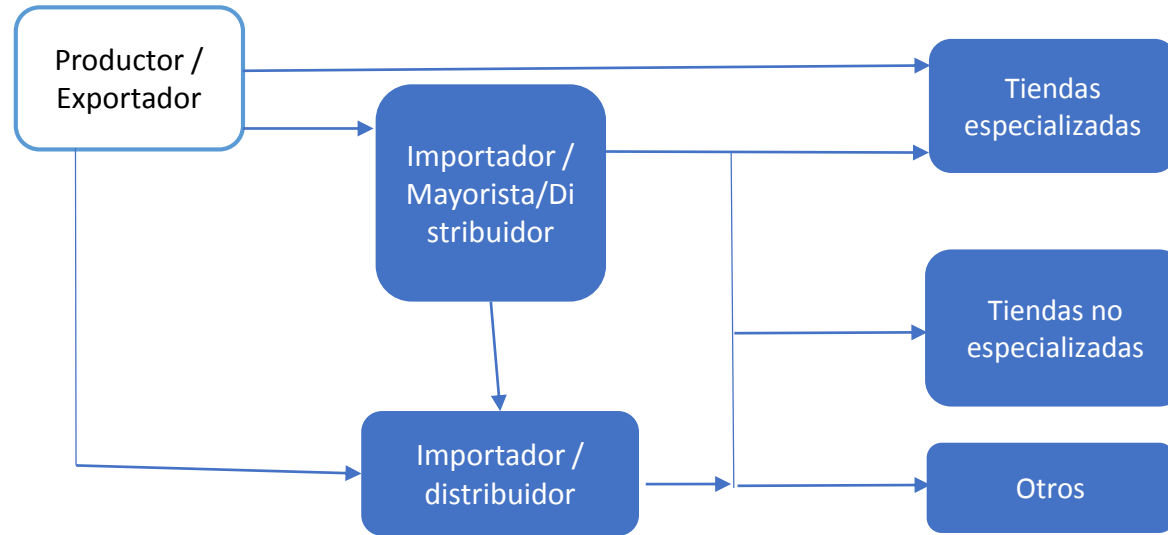 Productor /
Exportador
Tiendas
especializadas
Importador /
Mayorista/Di
stribuidor
Tiendas no
especializadas
Importador /
distribuidor
Otros